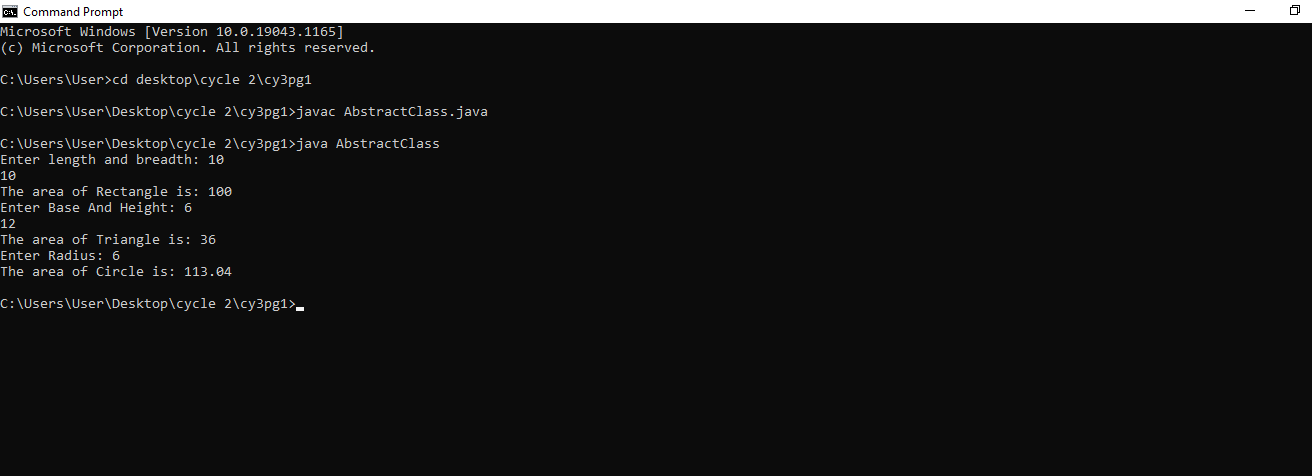 Command Prompt
Microsoft Windows [Version 10.0.19043.1165]
(c) Microsoft Corporation. All rights reserved.
C:\Users\User>cd desktop\cycle 2\cy3pg1
C:\Users\User\Desktop\cycle 2\cy3pg1>javac AbstractClass.java
C:\Users\User\Desktop\cycle 2\cy3pg1>java AbstractClass
Enter length and breadth: 10
10
The area of Rectangle is: 100
Enter Base And Height: 6
12
The area of Triangle is: 36
Enter Radius: 6
The area of Circle is: 113.04
C:\Users\User\Desktop\cycle 2\cy3pg1>